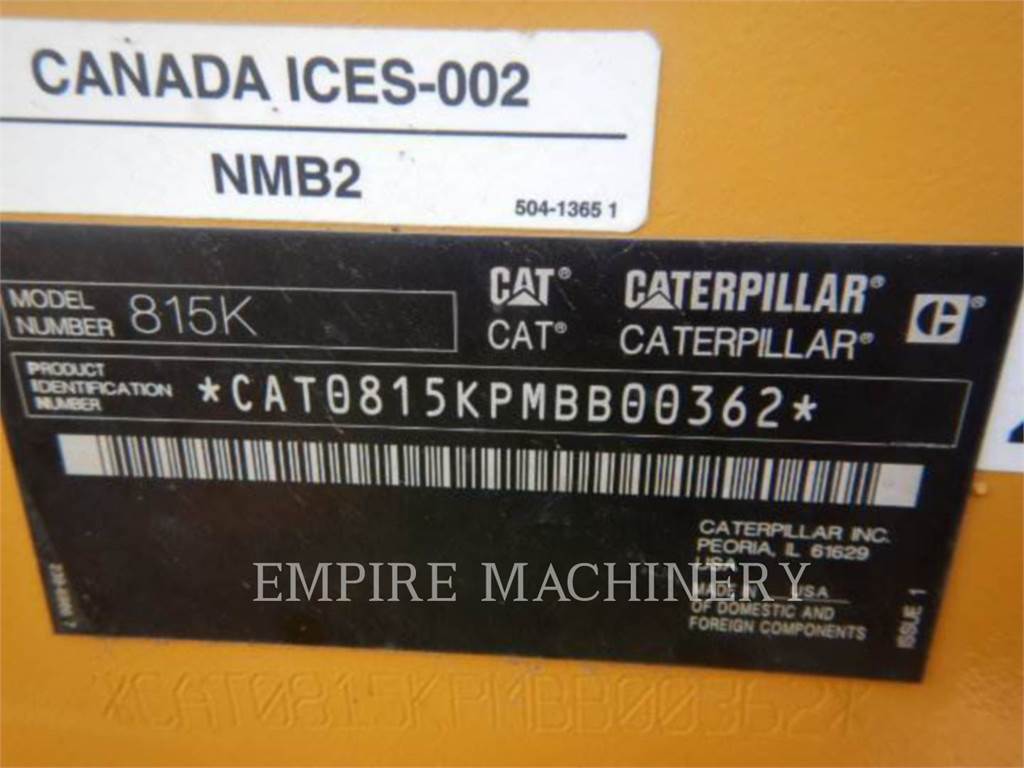 CANADA ICES-002
NMB2
504-1365 1
MODEL NUMBER 815K
CAT® CATERPILLAR®
CAT® CATERPILLAR®
PRODUCT
IDENTIFICATION
NUMBER
*CAT0815KPMBB00362*
CATERPILLAR INC.
PEORIA, IL 61629
USA
MADE IN USA
OF DOMESTIC AND
FOREIGN COMPONENTS
ISSUE 1
EMPIRE MACHINERY
*CAT0815KPMBB00362*